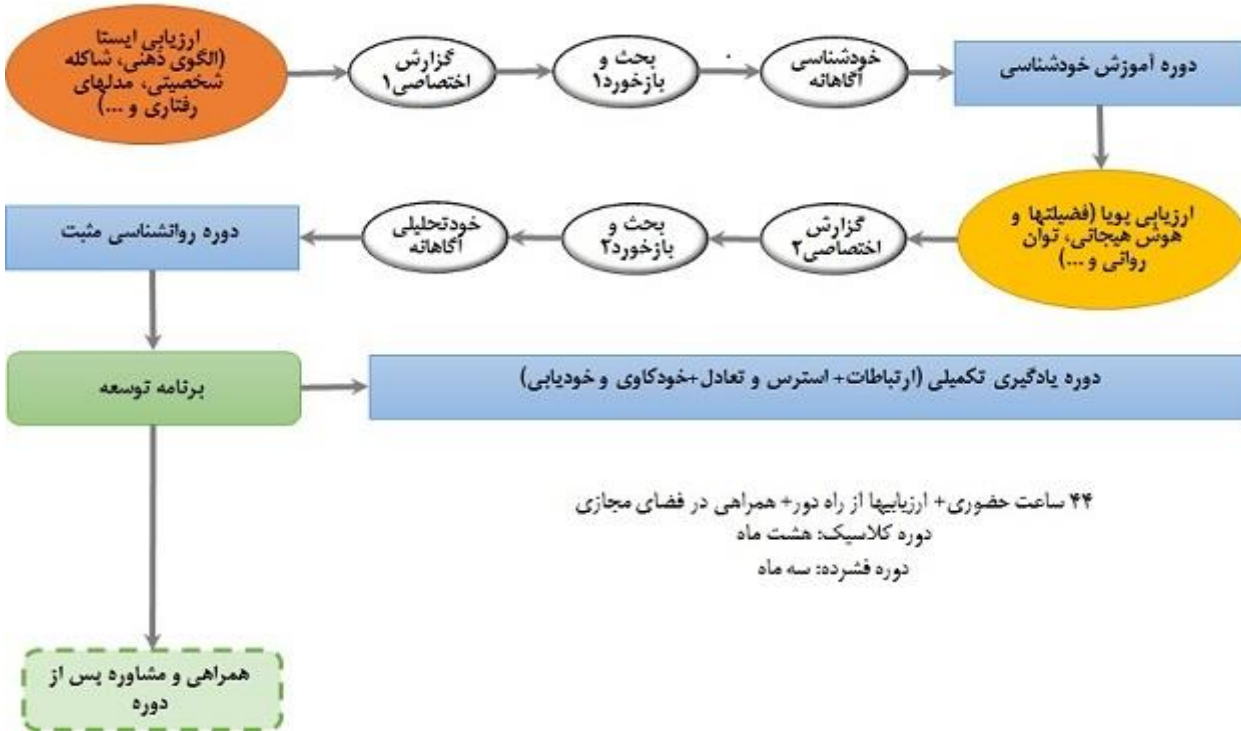 ارزیابی ایستا
(الگوی ذهنی، شاکله
شخصیتی، مدلهای
رفتاری و ...)
گزارش
اختصاصی۱
بحث و
بازخورد۱
خودشناسی
آگاهانه
دوره آموزش خودشناسی
ارزیابی پویا (فضیلتها و
هوش هیجانی، توان
روانی و ...)
گزارش
اختصاصی۲
بحث و
بازخورد۲
خودتحلیلی
آگاهانه
دوره روانشناسی مثبت
برنامه توسعه
دوره یادگیری تکمیلی (ارتباطات+ استرس و تعادل+خودکاوی و خودیابی)
۴۴ ساعت حضوری+ ارزیابیها از راه دور+ همراهی در فضای مجازی
دوره کلاسیک: هشت ماه
دوره فشرده: سه ماه
همراهی و مشاوره پس از
دوره